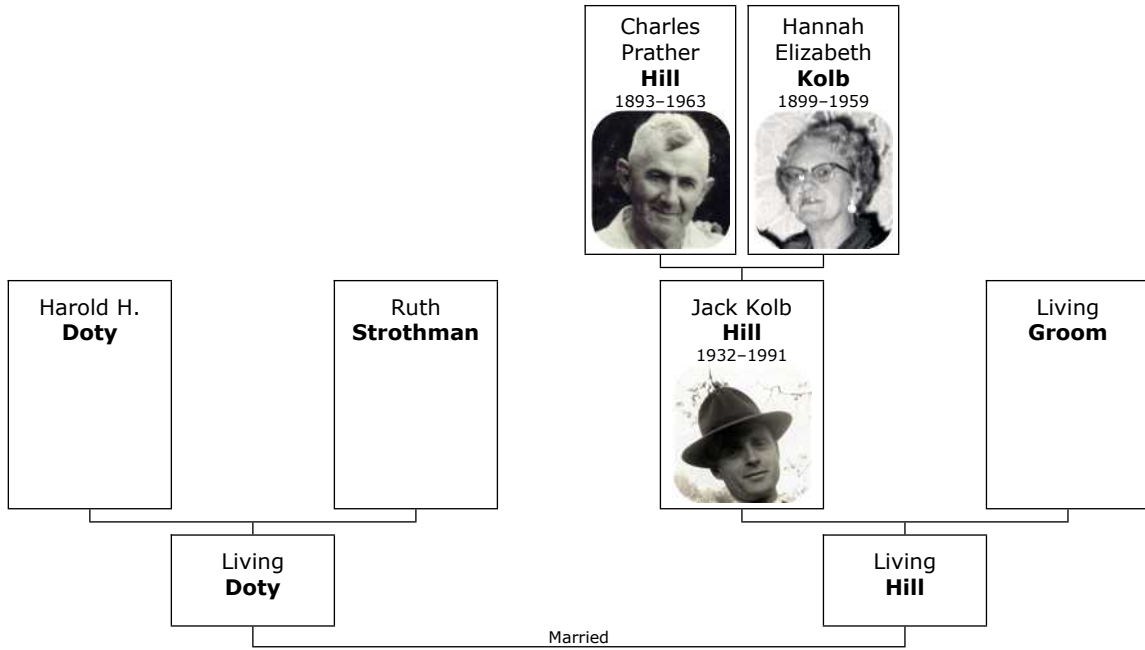 Charles
Prather
Hill
1893–1963
Hannah
Elizabeth
Kolb
1899–1959
Harold H.
Doty
Ruth
Strothman
Jack Kolb
Hill
1932–1991
Living
Groom
Living
Doty
Living
Hill
Married